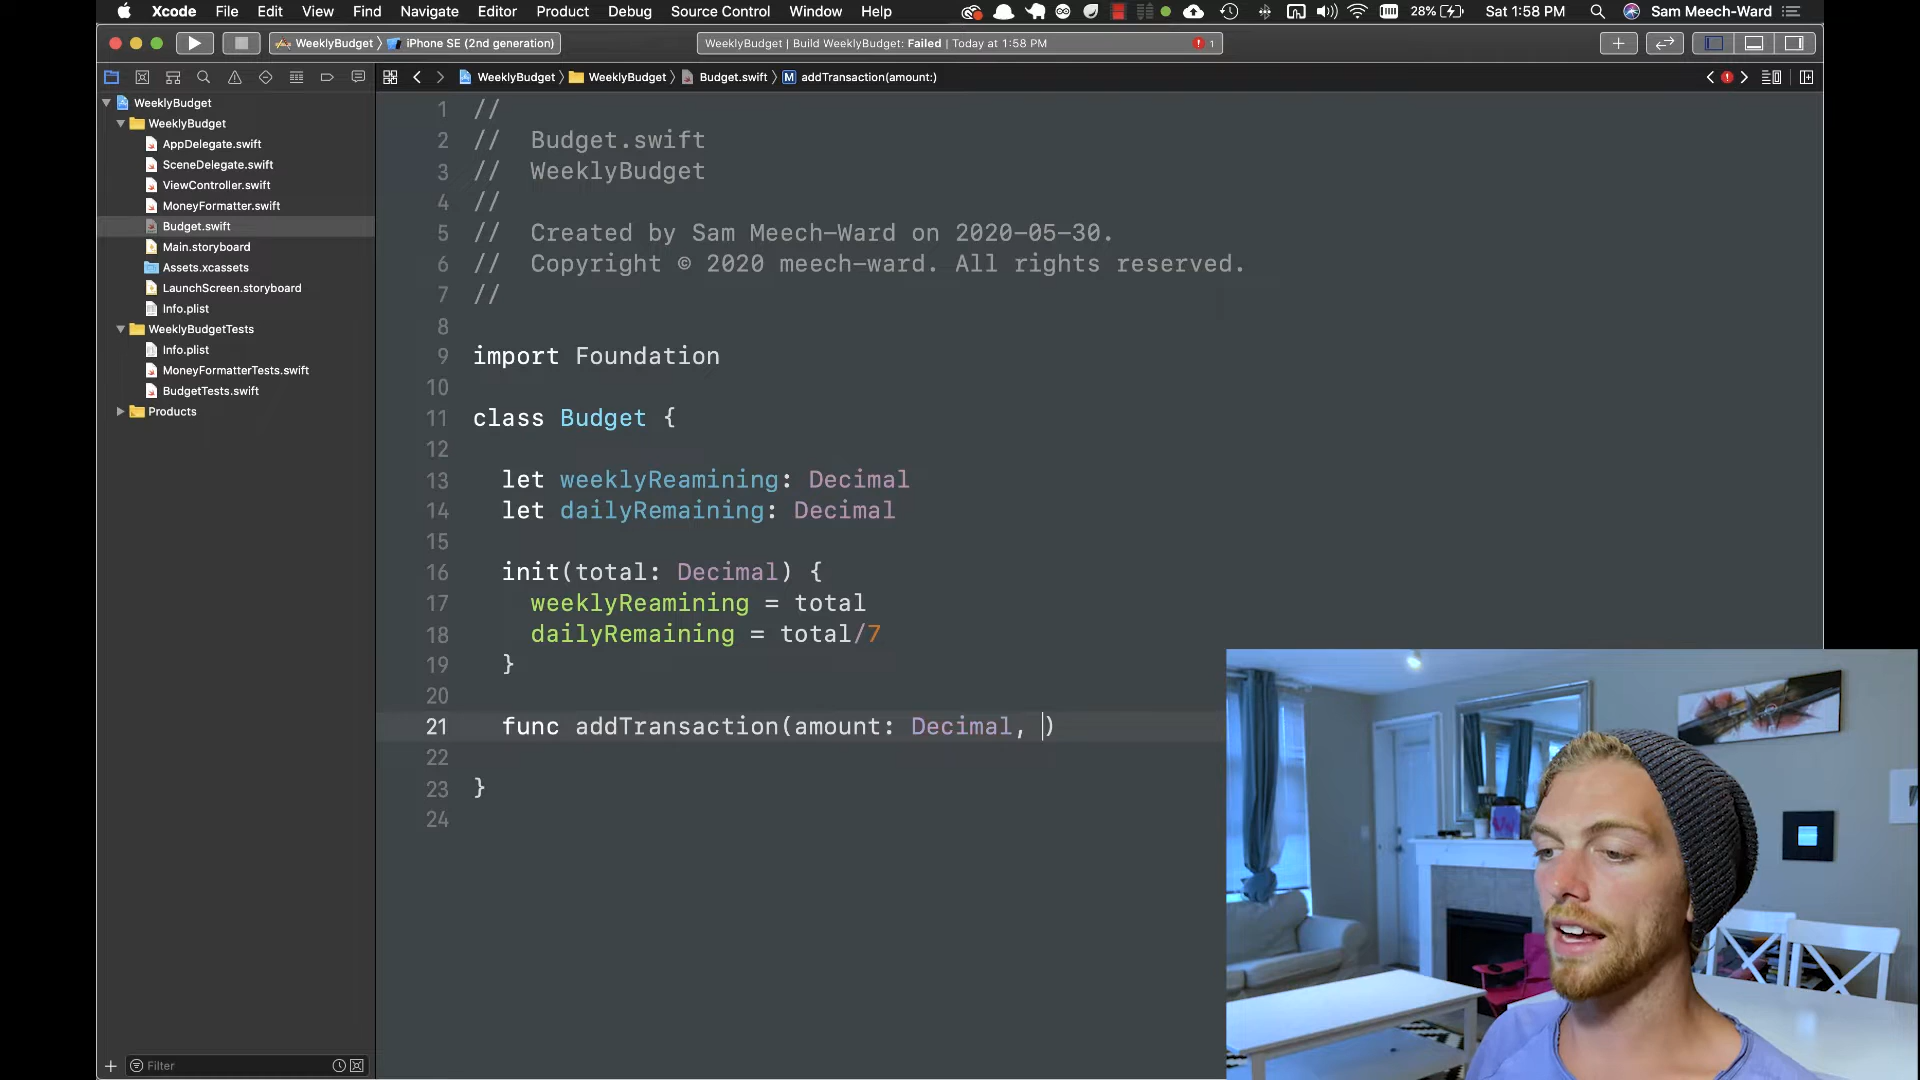 Xcode File Edit View Find Navigate Editor Product Debug Source Control Window Help 28% Sat 1:58 PM Sam Meech-Ward
WeeklyBudget iPhone SE (2nd generation) WeeklyBudget | Build WeeklyBudget: Failed | Today at 1:58 PM 1
WeeklyBudget WeeklyBudget Budget.swift M addTransaction(amount:)
WeeklyBudget
WeeklyBudget
AppDelegate.swift
SceneDelegate.swift
ViewController.swift
MoneyFormatter.swift
Budget.swift
Main.storyboard
Assets.xcassets
LaunchScreen.storyboard
Info.plist
WeeklyBudgetTests
Info.plist
MoneyFormatterTests.swift
BudgetTests.swift
Products
Filter
1 //
2 // Budget.swift
3 // WeeklyBudget
4 //
5 // Created by Sam Meech-Ward on 2020-05-30.
6 // Copyright © 2020 meech-ward. All rights reserved.
7 //
8
9 import Foundation
10
11 class Budget {
12
13 let weeklyReamining: Decimal
14 let dailyRemaining: Decimal
15
16 init(total: Decimal) {
17 weeklyReamining = total
18 dailyRemaining = total/7
19 }
20
21 func addTransaction(amount: Decimal, )
22
23 }
24